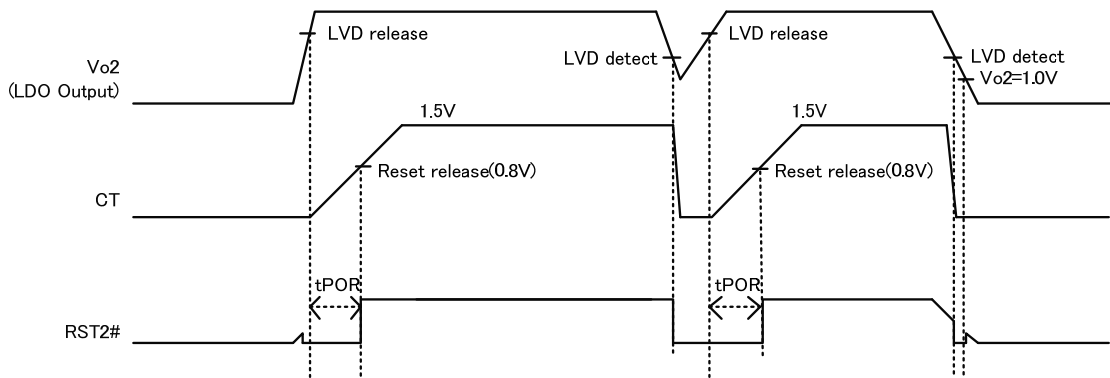 LVD release
LVD release
LVD detect
LVD detect
Vo2
(LDO Output)
Vo2=1.0V
1.5V
1.5V
Reset release(0.8V)
Reset release(0.8V)
CT
tPOR
tPOR
RST2#